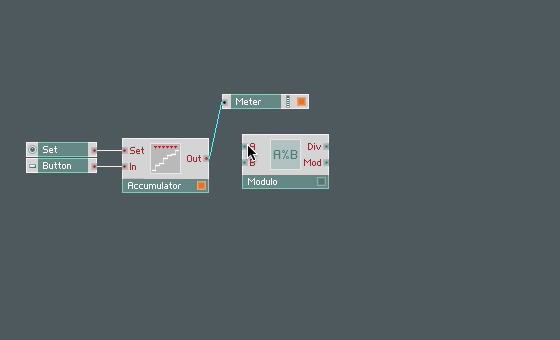 Meter
Set
Button
Set
In
Out
Accumulator
A
B
A%B
Div
Mod
Modulo